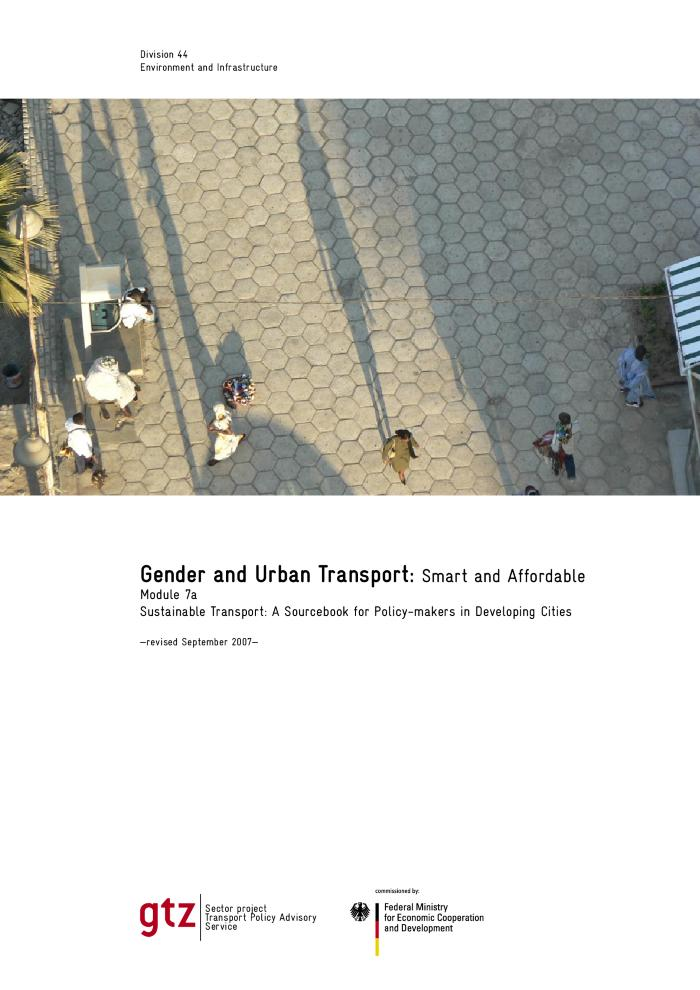 Division 44
Environment and Infrastructure
Gender and Urban Transport: Smart and Affordable
Module 7a
Sustainable Transport: A Sourcebook for Policy-makers in Developing Cities
—revised September 2007—
gtz
Sector project
Transport Policy Advisory
Service
commissioned by:
Federal Ministry
for Economic Cooperation
and Development